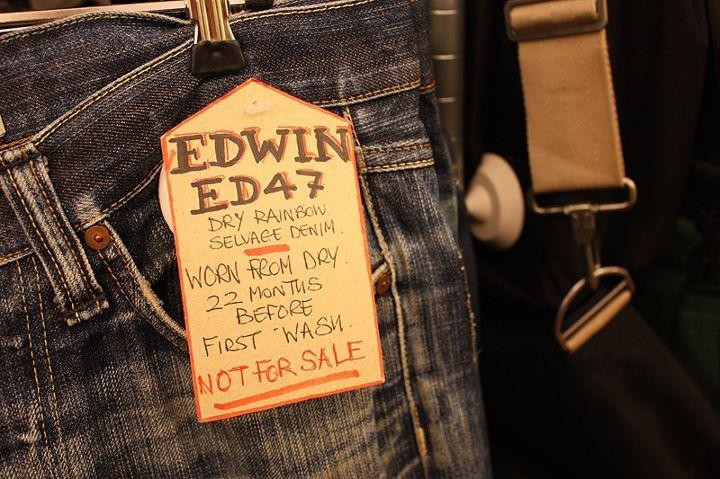 EDWIN
ED47
DRY RAINBOW
SELVAGE DENIM.
WORN FROM DRY.
22 MONTHS
BEFORE
FIRST WASH.
NOT FOR SALE